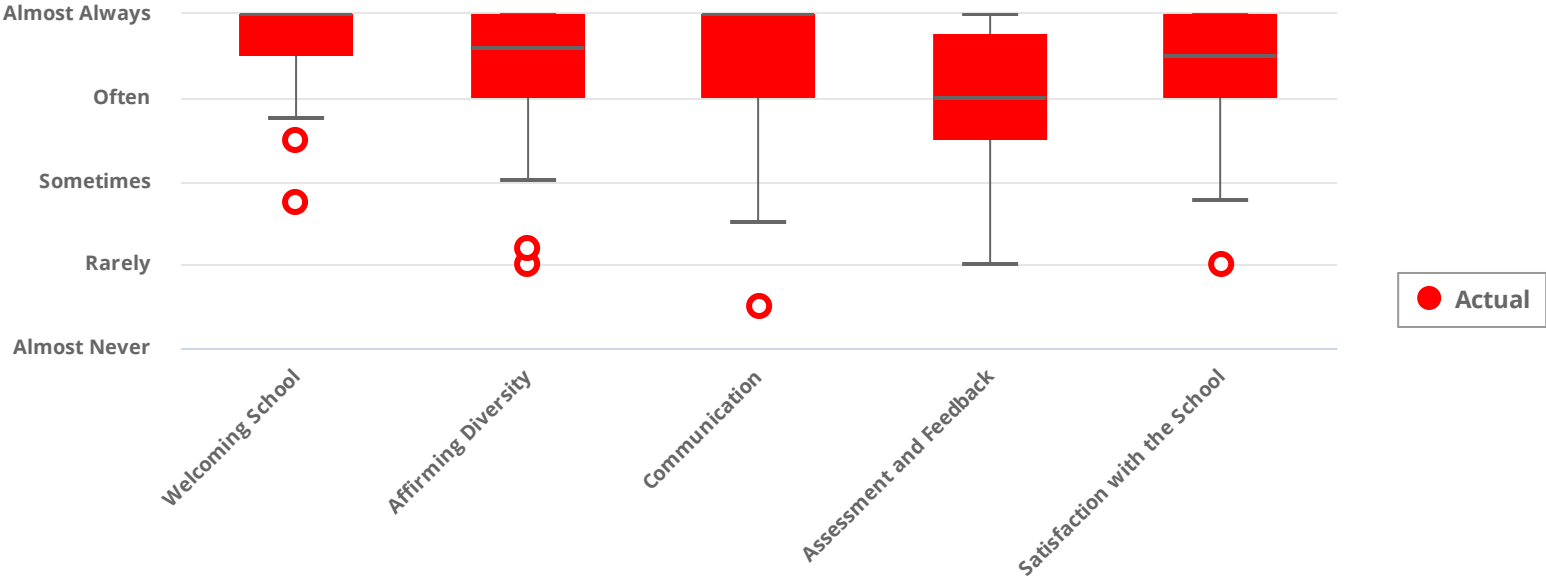 Almost Always
Often
Sometimes
Rarely
Almost Never
Actual
Welcoming School
Affirming Diversity
Communication
Assessment and Feedback
Satisfaction with the School